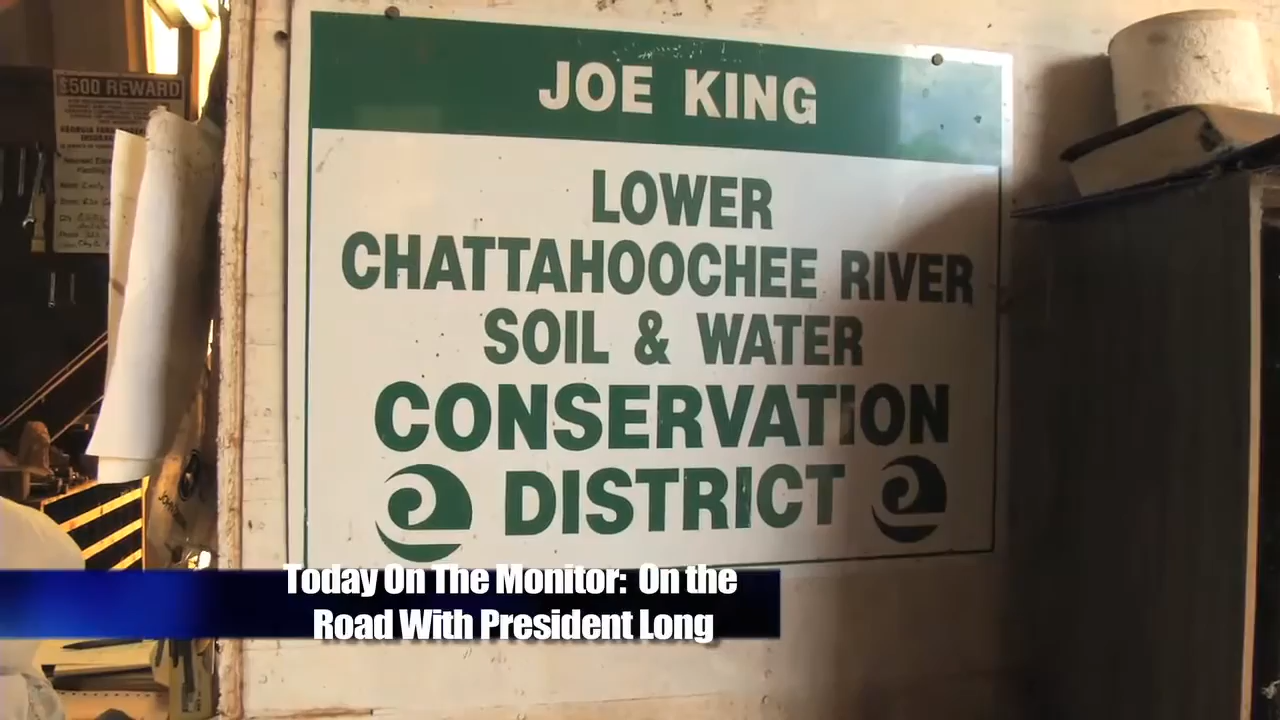 $500 REWARD
JOE KING
LOWER
CHATTAHOOCHEE RIVER
SOIL & WATER
CONSERVATION
DISTRICT
Today On The Monitor: On the
Road With President Long